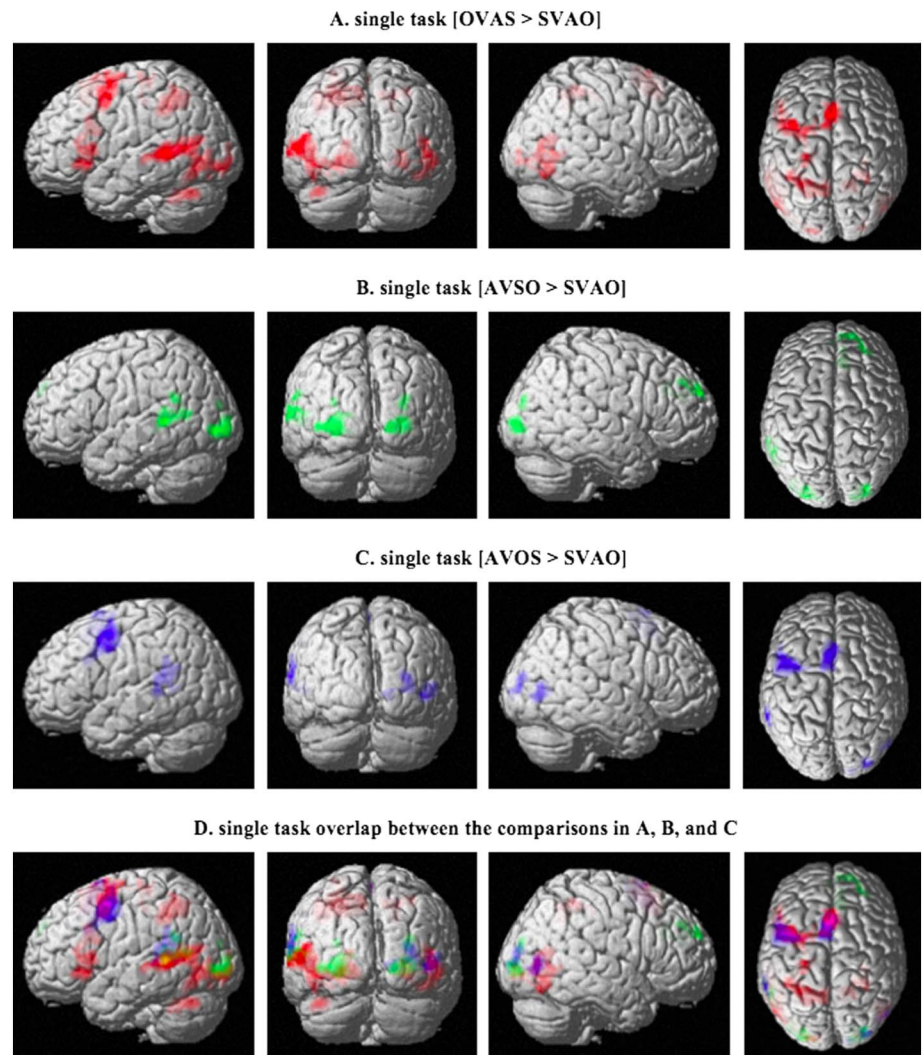 A. single task [OVAS > SVAO]
B. single task [AVSO > SVAO]
C. single task [AVOS > SVAO]
D. single task overlap between the comparisons in A, B, and C